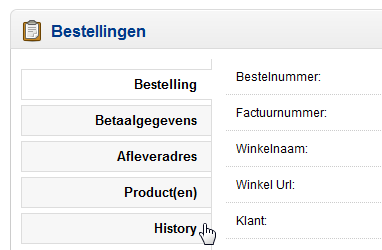 Bestellingen
Bestelling
Betaalgegevens
Afleveradres
Product(en)
History
Bestelnummer:
Factuurnummer:
Winkelnaam:
Winkel Url:
Klant: